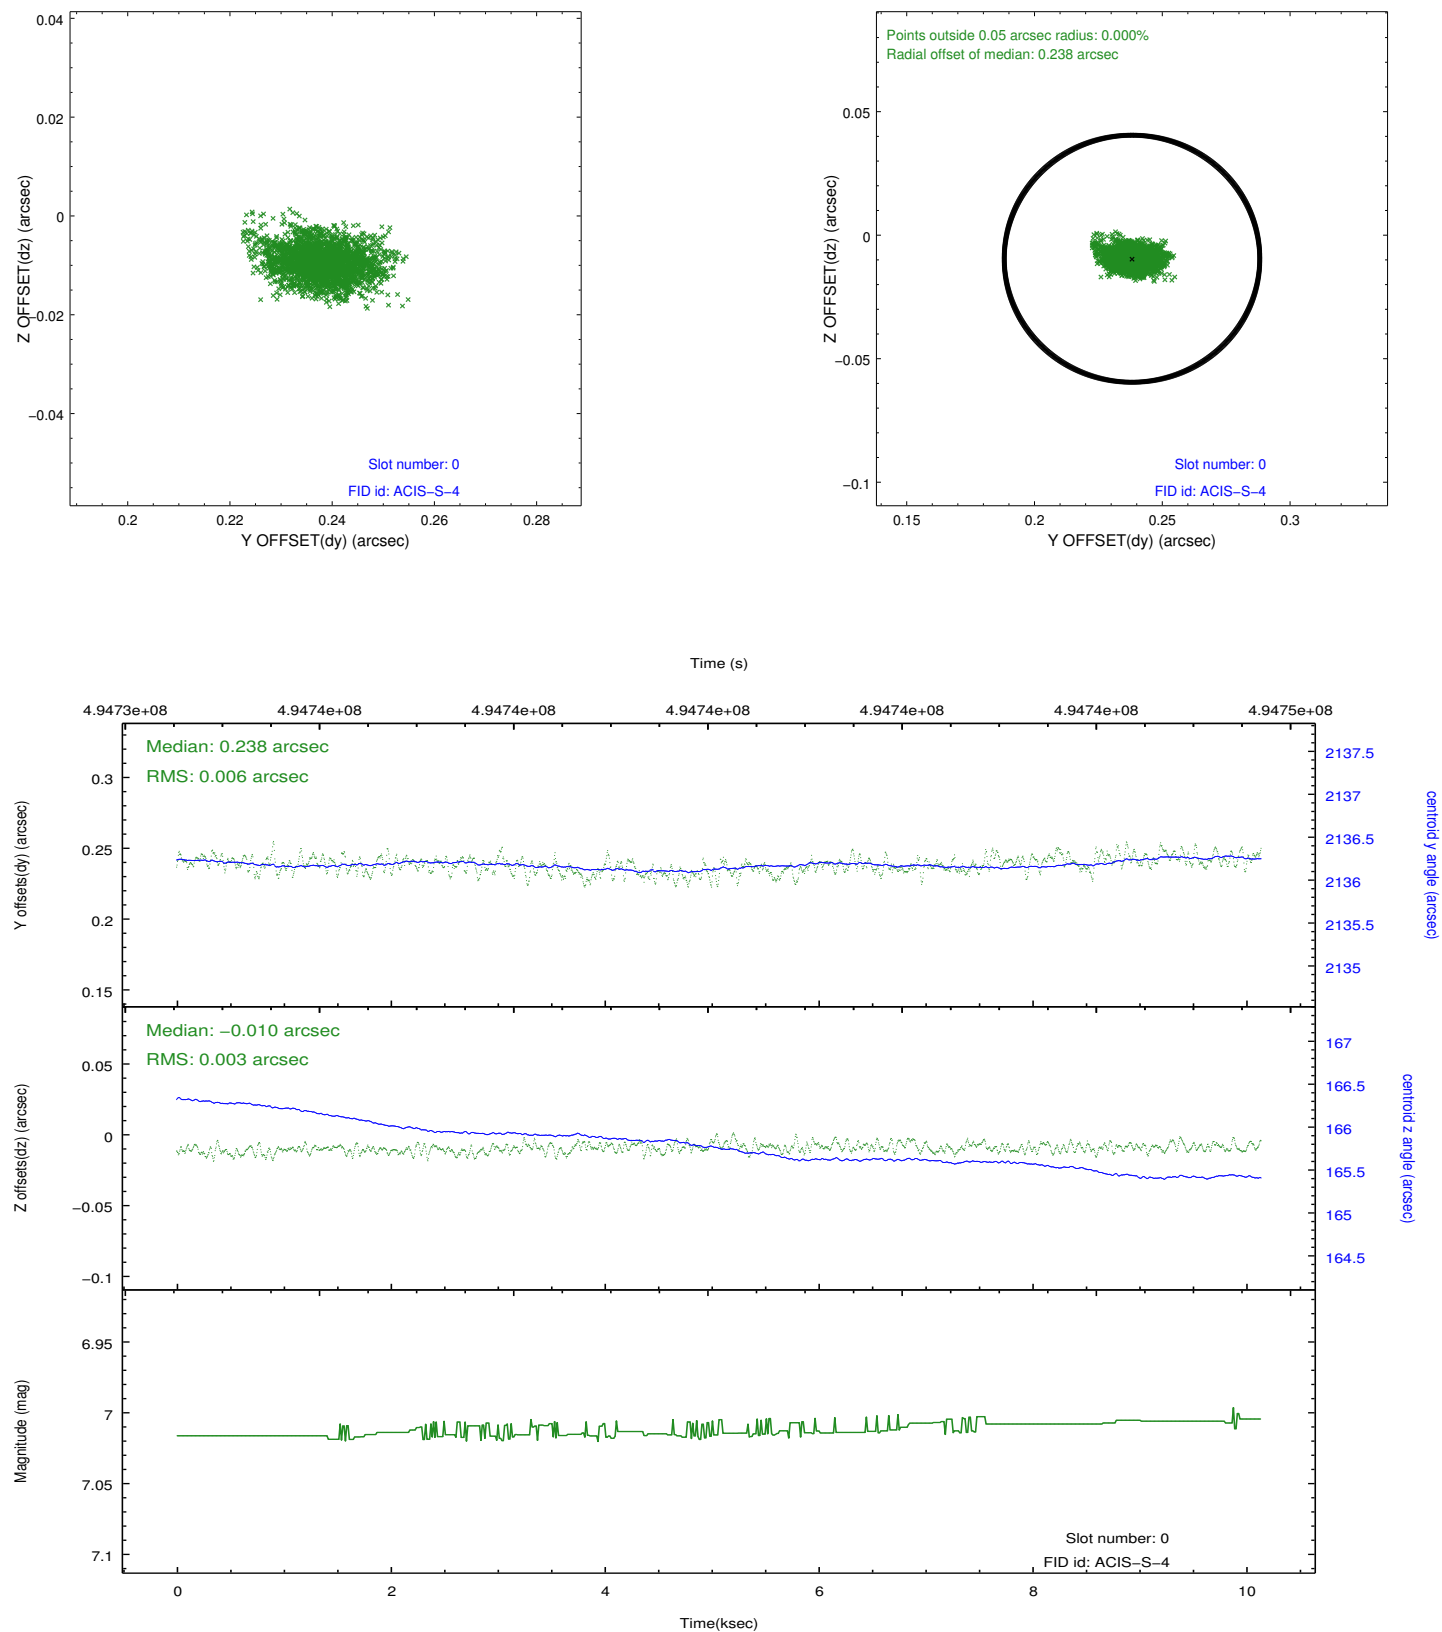 0.04
0.02
0
−0.02
−0.04
Z OFFSET(dz) (arcsec)
Slot number: 0
FID id: ACIS−S−4
0.2 0.22 0.24 0.26 0.28
Y OFFSET(dy) (arcsec)
Points outside 0.05 arcsec radius: 0.000%
Radial offset of median: 0.238 arcsec
0.05
0
−0.05
−0.1
Z OFFSET(dz) (arcsec)
Slot number: 0
FID id: ACIS−S−4
0.15 0.2 0.25 0.3
Y OFFSET(dy) (arcsec)
Time (s)
4.9473e+08 4.9474e+08 4.9474e+08 4.9474e+08 4.9474e+08 4.9474e+08 4.9475e+08
Median: 0.238 arcsec
RMS: 0.006 arcsec
0.3
0.25
0.2
0.15
Y offsets(dy) (arcsec)
2137.5
2137
2136.5
2136
2135.5
2135
centroid y angle (arcsec)
Median: −0.010 arcsec
RMS: 0.003 arcsec
0.05
0
−0.05
−0.1
Z offsets(dz) (arcsec)
167
166.5
166
165.5
165
164.5
centroid z angle (arcsec)
6.95
7
7.05
7.1
Magnitude (mag)
Slot number: 0
FID id: ACIS−S−4
0 2 4 6 8 10
Time(ksec)